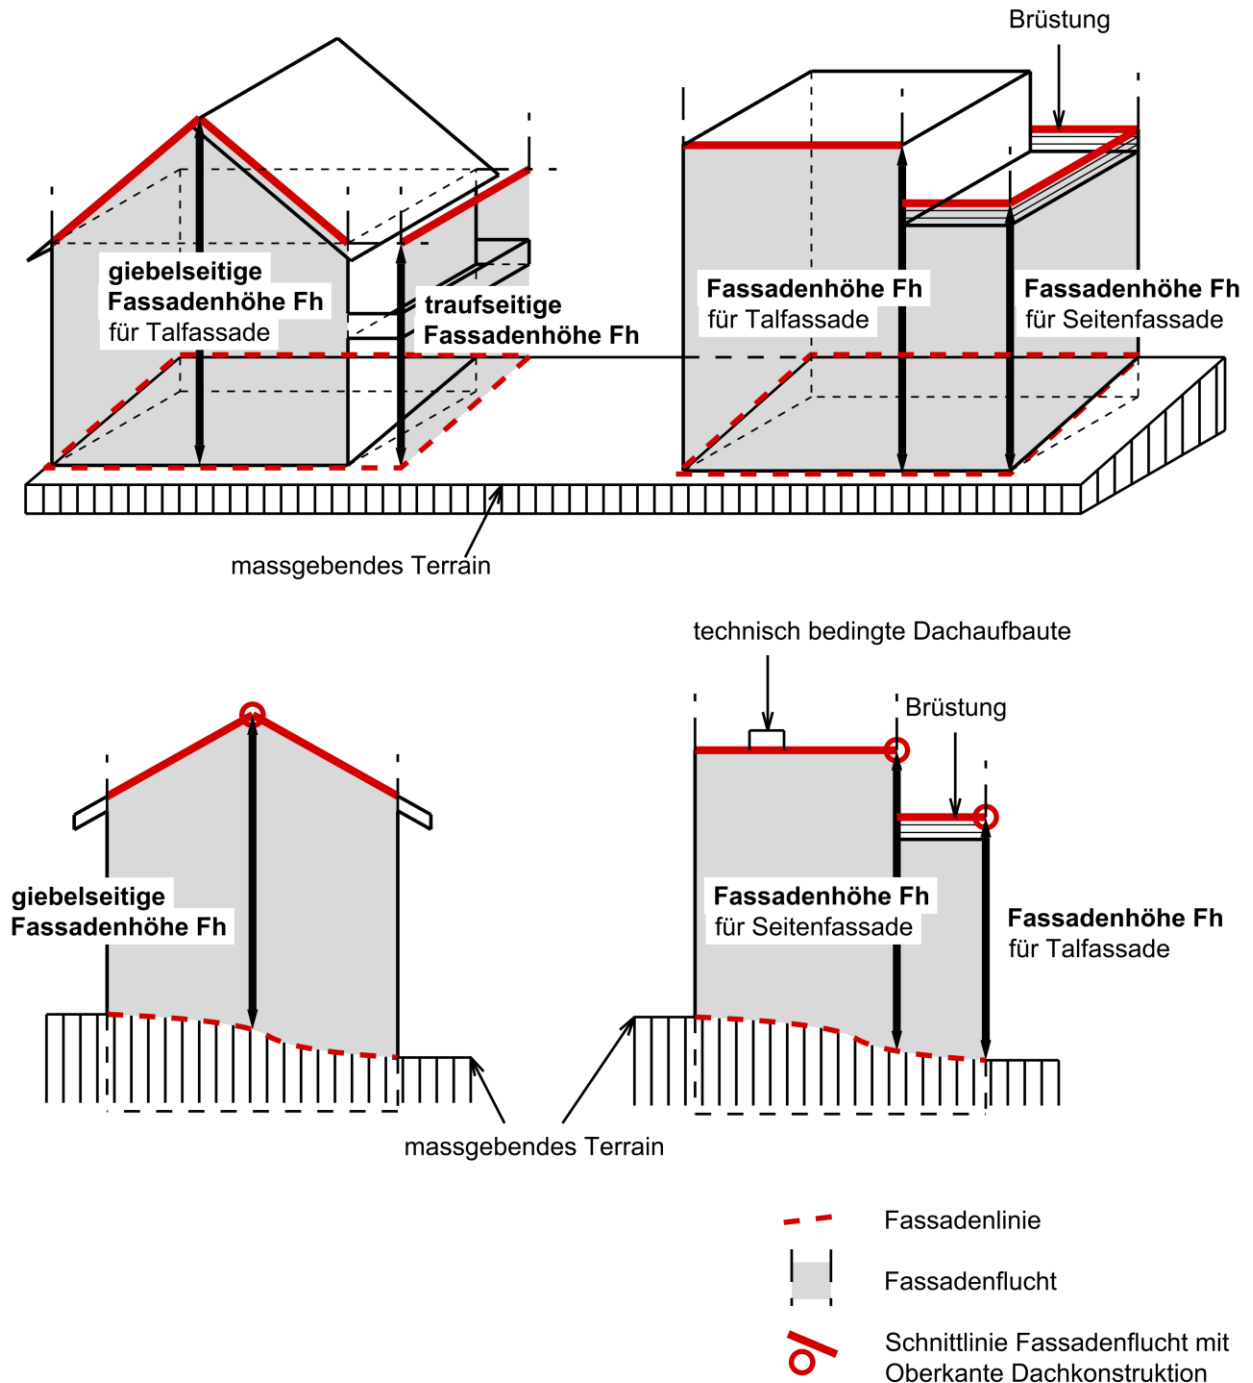 Brüstung
giebelseitige
Fassadenhöhe Fh
für Talfassade
traufseitige
Fassadenhöhe Fh
Fassadenhöhe Fh
für Talfassade
Fassadenhöhe Fh
für Seitenfassade
massgebendes Terrain
technisch bedingte Dachaufbaute
Brüstung
giebelseitige
Fassadenhöhe Fh
Fassadenhöhe Fh
für Seitenfassade
Fassadenhöhe Fh
für Talfassade
massgebendes Terrain
Fassadenlinie
Fassadenflucht
Schnittlinie Fassadenflucht mit
Oberkante Dachkonstruktion